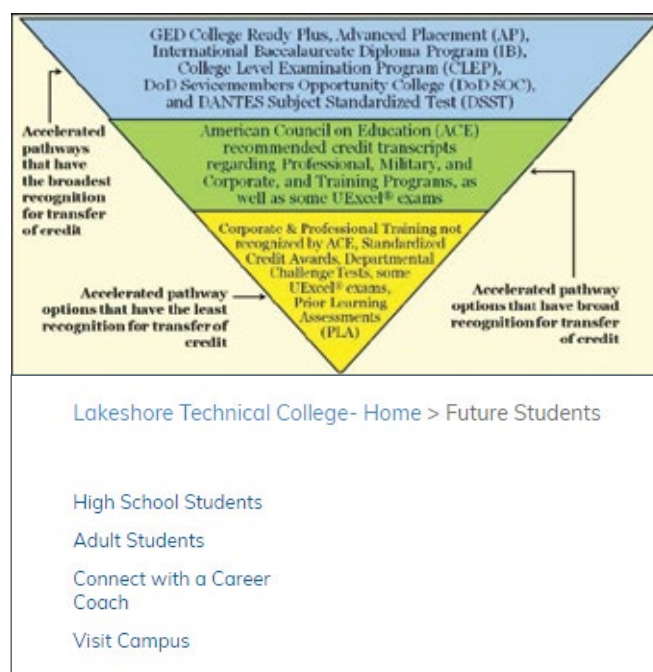 GED College Ready Plus, Advanced Placement (AP),
International Baccalaureate Diploma Program (IB),
College Level Examination Program (CLEP),
DoD Sevicemembers Opportunity College (DoD SOC),
and DANTES Subject Standardized Test (DSST)
Accelerated
pathways
that have
the broadest
recognition
for transfer
of credit
American Council on Education (ACE)
recommended credit transcripts
regarding Professional, Military, and
Corporate, and Training Programs, as
well as some UExcel® exams
Corporate & Professional Training not
recognized by ACE, Standardized
Credit Awards, Departmental
Challenge Tests, some
UExcel® exams,
Prior Learning
Assessments
(PLA)
Accelerated pathway
options that have the least
recognition for transfer of
credit
Accelerated pathway
options that have broad
recognition for transfer
of credit
Lakeshore Technical College- Home > Future Students
High School Students
Adult Students
Connect with a Career
Coach
Visit Campus